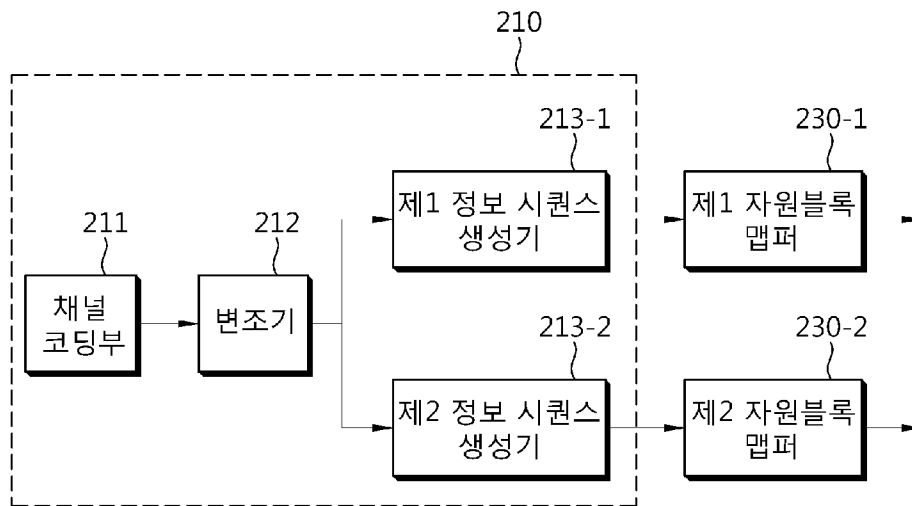 210
213-1
230-1
제1 정보 시퀀스
생성기
제1 자원블록
맵퍼
211
212
채널
코딩부
변조기
213-2
230-2
제2 정보 시퀀스
생성기
제2 자원블록
맵퍼